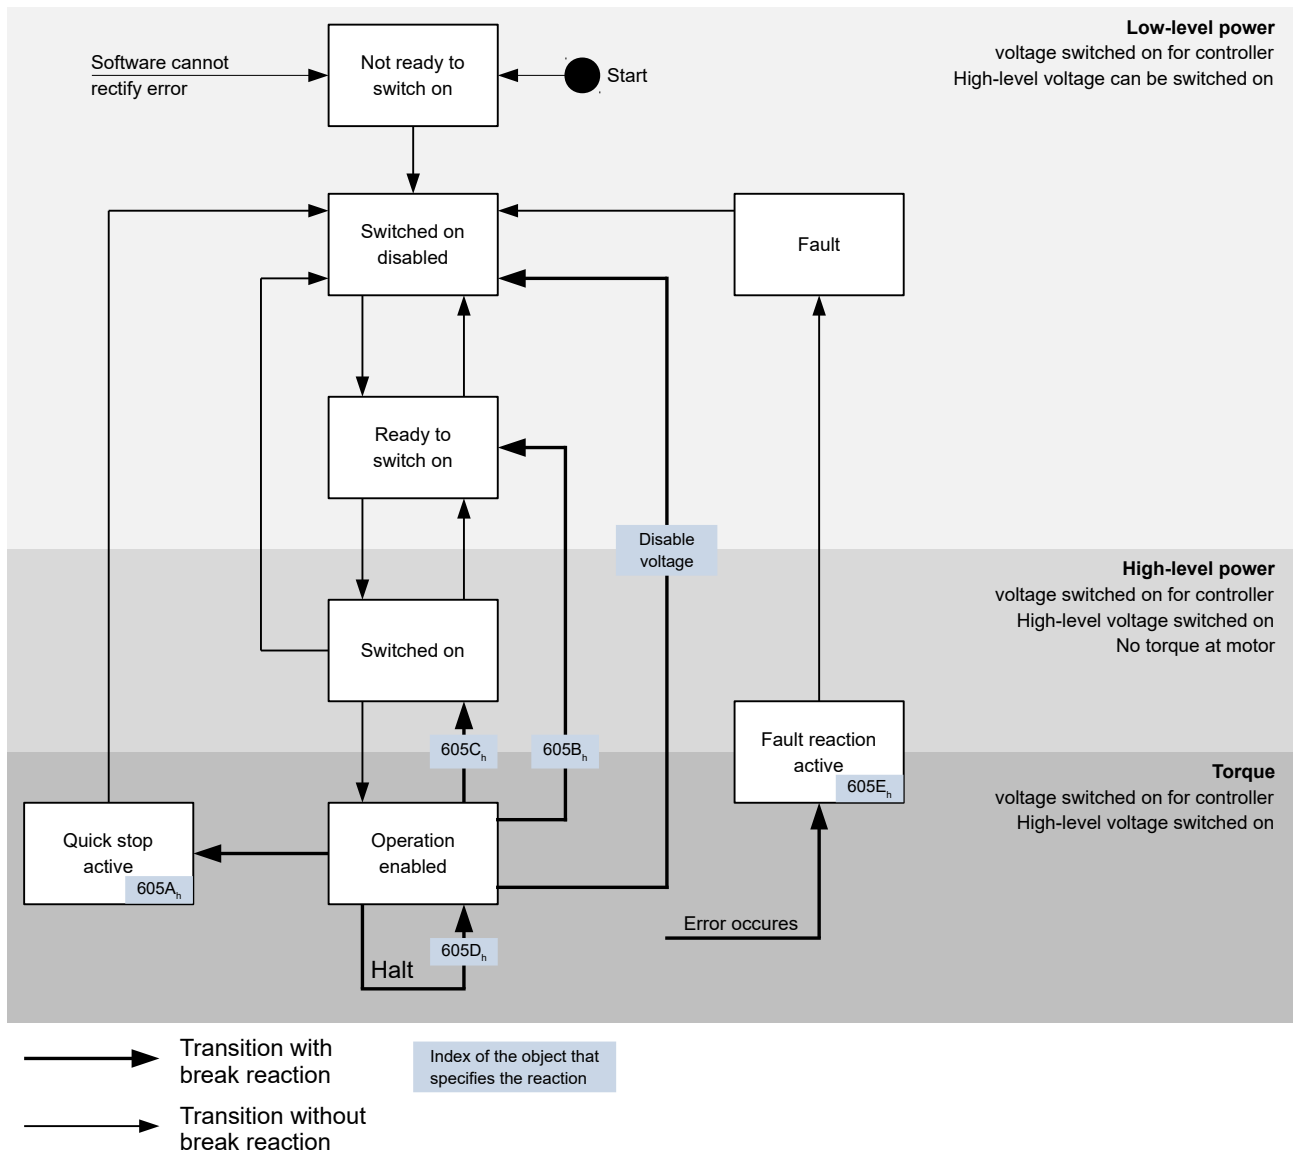 Low-level power
voltage switched on for controller
High-level voltage can be switched on
Software cannot
rectify error
Not ready to
switch on
Start
Switched on
disabled
Fault
Ready to
switch on
Disable
voltage
High-level power
voltage switched on for controller
High-level voltage switched on
No torque at motor
Switched on
605Ch
605Bh
Fault reaction
active
605Eh
Torque
voltage switched on for controller
High-level voltage switched on
Quick stop
active
605Ah
Operation
enabled
Error occures
605Dh
Halt
Transition with
break reaction
Index of the object that
specifies the reaction
Transition without
break reaction